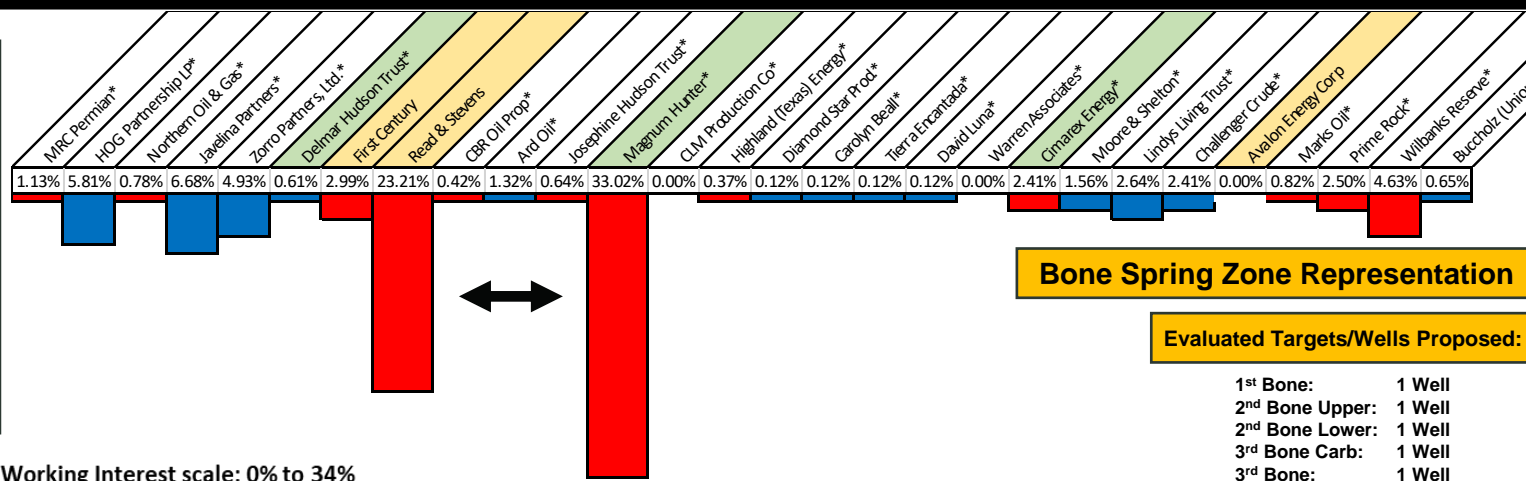 MRC Permian*
HOG Partnership LP*
Northern Oil & Gas*
Javelina Partners*
Zorro Partners, Ltd.*
Delmar Hudson Trust*
First Century
Read & Stevens
CBR Oil Prop*
Ard Oil*
Josephine Hudson Trust*
Magnum Hunter*
CLM Production Co*
Highland (Texas) Energy*
Diamond Star Prod.*
Carolyn Beall*
Tierra Encantada*
David Luna*
Warren Associates*
Cimarex Energy*
Moore & Shelton*
Lindys Living Trust*
Challenger Crude*
Avalon Energy Corp
Marks Oil*
Prime Rock*
Wilbanks Reserve*
Buccholz (Unio
1.13% 5.81% 0.78% 6.68% 4.93% 0.61% 2.99% 23.21% 0.42% 1.32% 0.64% 33.02% 0.00% 0.37% 0.12% 0.12% 0.12% 0.12% 0.00% 2.41% 1.56% 2.64% 2.41% 0.00% 0.82% 2.50% 4.63% 0.65%
Bone Spring Zone Representation
Evaluated Targets/Wells Proposed:
1st Bone: 1 Well
2nd Bone Upper: 1 Well
2nd Bone Lower: 1 Well
3rd Bone Carb: 1 Well
3rd Bone: 1 Well
Working Interest scale: 0% to 34%